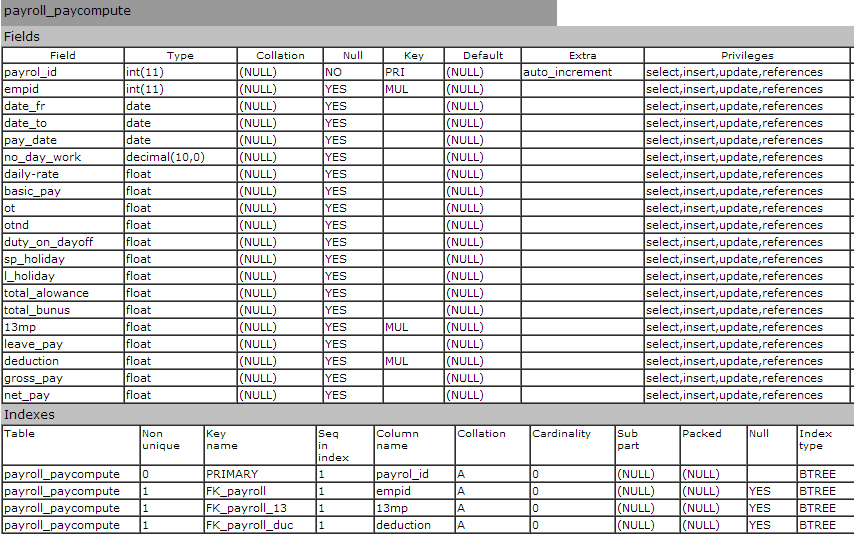 payroll_paycompute
Fields
Field Type Collation Null Key Default Extra Privileges
payrol_id int(11) (NULL) NO PRI (NULL) auto_increment select,insert,update,references
empid int(11) (NULL) YES MUL (NULL) select,insert,update,references
date_fr date (NULL) YES (NULL) select,insert,update,references
date_to date (NULL) YES (NULL) select,insert,update,references
pay_date date (NULL) YES (NULL) select,insert,update,references
no_day_work decimal(10,0) (NULL) YES (NULL) select,insert,update,references
daily-rate float (NULL) YES (NULL) select,insert,update,references
basic_pay float (NULL) YES (NULL) select,insert,update,references
ot float (NULL) YES (NULL) select,insert,update,references
otnd float (NULL) YES (NULL) select,insert,update,references
duty_on_dayoff float (NULL) YES (NULL) select,insert,update,references
sp_holiday float (NULL) YES (NULL) select,insert,update,references
l_holiday float (NULL) YES (NULL) select,insert,update,references
total_alowance float (NULL) YES (NULL) select,insert,update,references
total_bunus float (NULL) YES (NULL) select,insert,update,references
13mp float (NULL) YES MUL (NULL) select,insert,update,references
leave_pay float (NULL) YES (NULL) select,insert,update,references
deduction float (NULL) YES MUL (NULL) select,insert,update,references
gross_pay float (NULL) YES (NULL) select,insert,update,references
net_pay float (NULL) YES (NULL) select,insert,update,references
Indexes
Table Non unique Key name Seq in index Column name Collation Cardinality Sub part Packed Null Index type
payroll_paycompute 0 PRIMARY 1 payrol_id A 0 (NULL) (NULL) BTREE
payroll_paycompute 1 FK_payroll 1 empid A 0 (NULL) (NULL) YES BTREE
payroll_paycompute 1 FK_payroll_13 1 13mp A 0 (NULL) (NULL) YES BTREE
payroll_paycompute 1 FK_payroll_duc 1 deduction A 0 (NULL) (NULL) YES BTREE